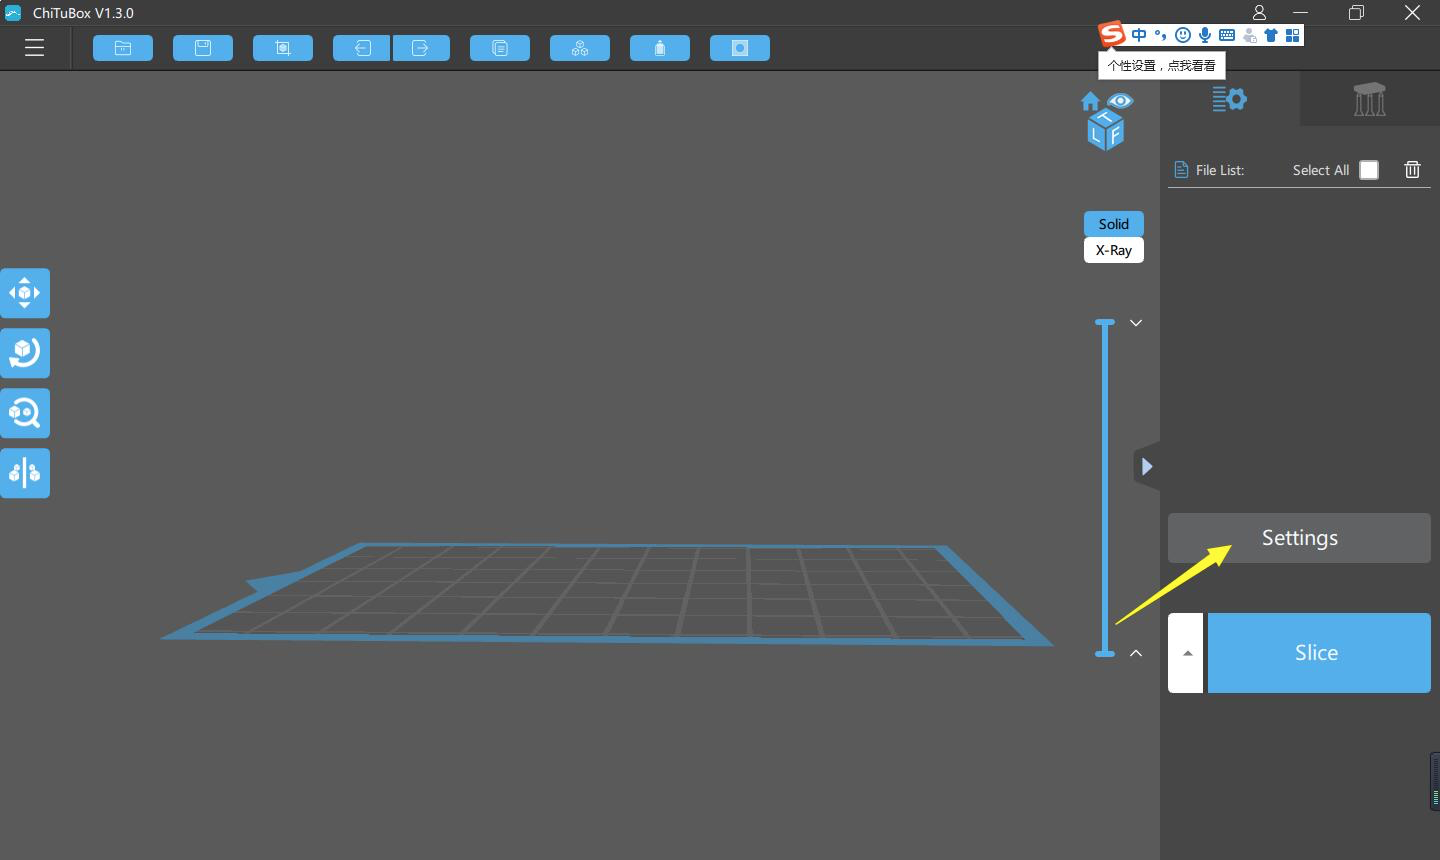 ChiTuBox V1.3.0
中
个性设置，点我看看
T
L F
File List:
Select All
Solid
X-Ray
Settings
Slice